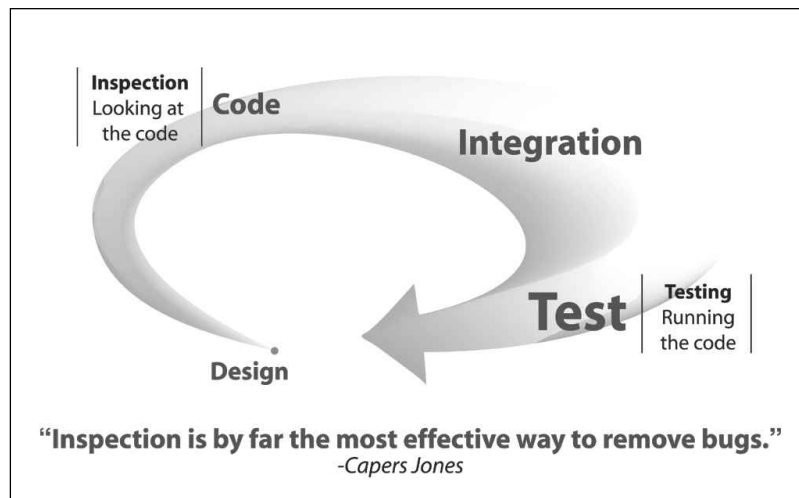 Inspection
Looking at
the code
Code
Integration
Test
Testing
Running
the code
Design
“Inspection is by far the most effective way to remove bugs.”
-Capers Jones